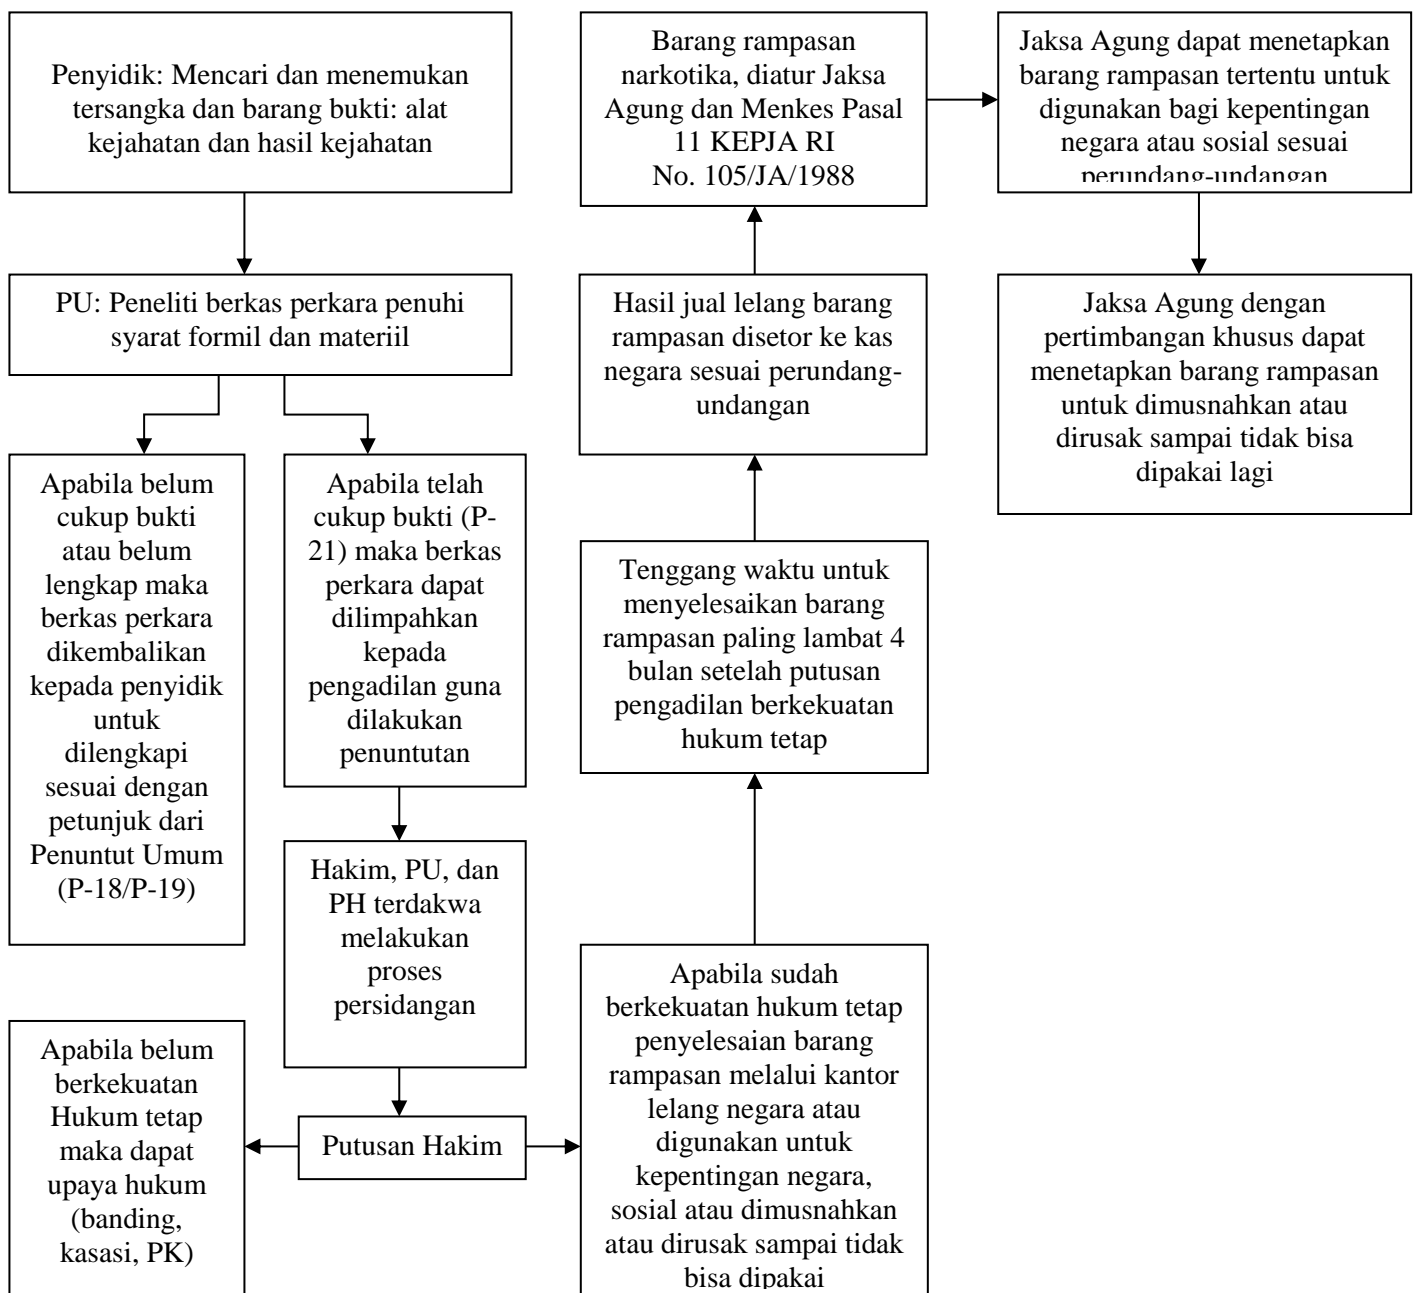 Penyidik: Mencari dan menemukan
tersangka dan barang bukti: alat
kejahatan dan hasil kejahatan
PU: Peneliti berkas perkara penuhi
syarat formil dan materiil
Apabila belum
cukup bukti
atau belum
lengkap maka
berkas perkara
dikembalikan
kepada penyidik
untuk
dilengkapi
sesuai dengan
petunjuk dari
Penuntut Umum
(P-18/P-19)
Apabila telah
cukup bukti (P-
21) maka berkas
perkara dapat
dilimpahkan
kepada
pengadilan guna
dilakukan
penuntutan
Hakim, PU, dan
PH terdakwa
melakukan
proses
persidangan
Putusan Hakim
Apabila belum
berkekuatan
Hukum tetap
maka dapat
upaya hukum
(banding,
kasasi, PK)
Apabila sudah
berkekuatan hukum tetap
penyelesaian barang
rampasan melalui kantor
lelang negara atau
digunakan untuk
kepentingan negara,
sosial atau dimusnahkan
atau dirusak sampai tidak
bisa dipakai
Tenggang waktu untuk
menyelesaikan barang
rampasan paling lambat 4
bulan setelah putusan
pengadilan berkekuatan
hukum tetap
Hasil jual lelang barang
rampasan disetor ke kas
negara sesuai perundang-
undangan
Barang rampasan
narkotika, diatur Jaksa
Agung dan Menkes Pasal
11 KEPJA RI
No. 105/JA/1988
Jaksa Agung dapat menetapkan
barang rampasan tertentu untuk
digunakan bagi kepentingan
negara atau sosial sesuai
perundang-undangan
Jaksa Agung dengan
pertimbangan khusus dapat
menetapkan barang rampasan
untuk dimusnahkan atau
dirusak sampai tidak bisa
dipakai lagi